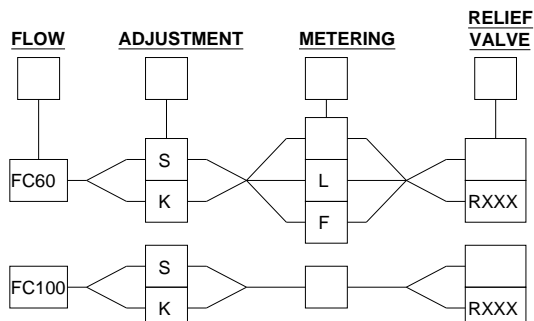 FLOW ADJUSTMENT METERING RELIEF VALVE
FC60 S K L F RXXX
FC100 S K RXXX